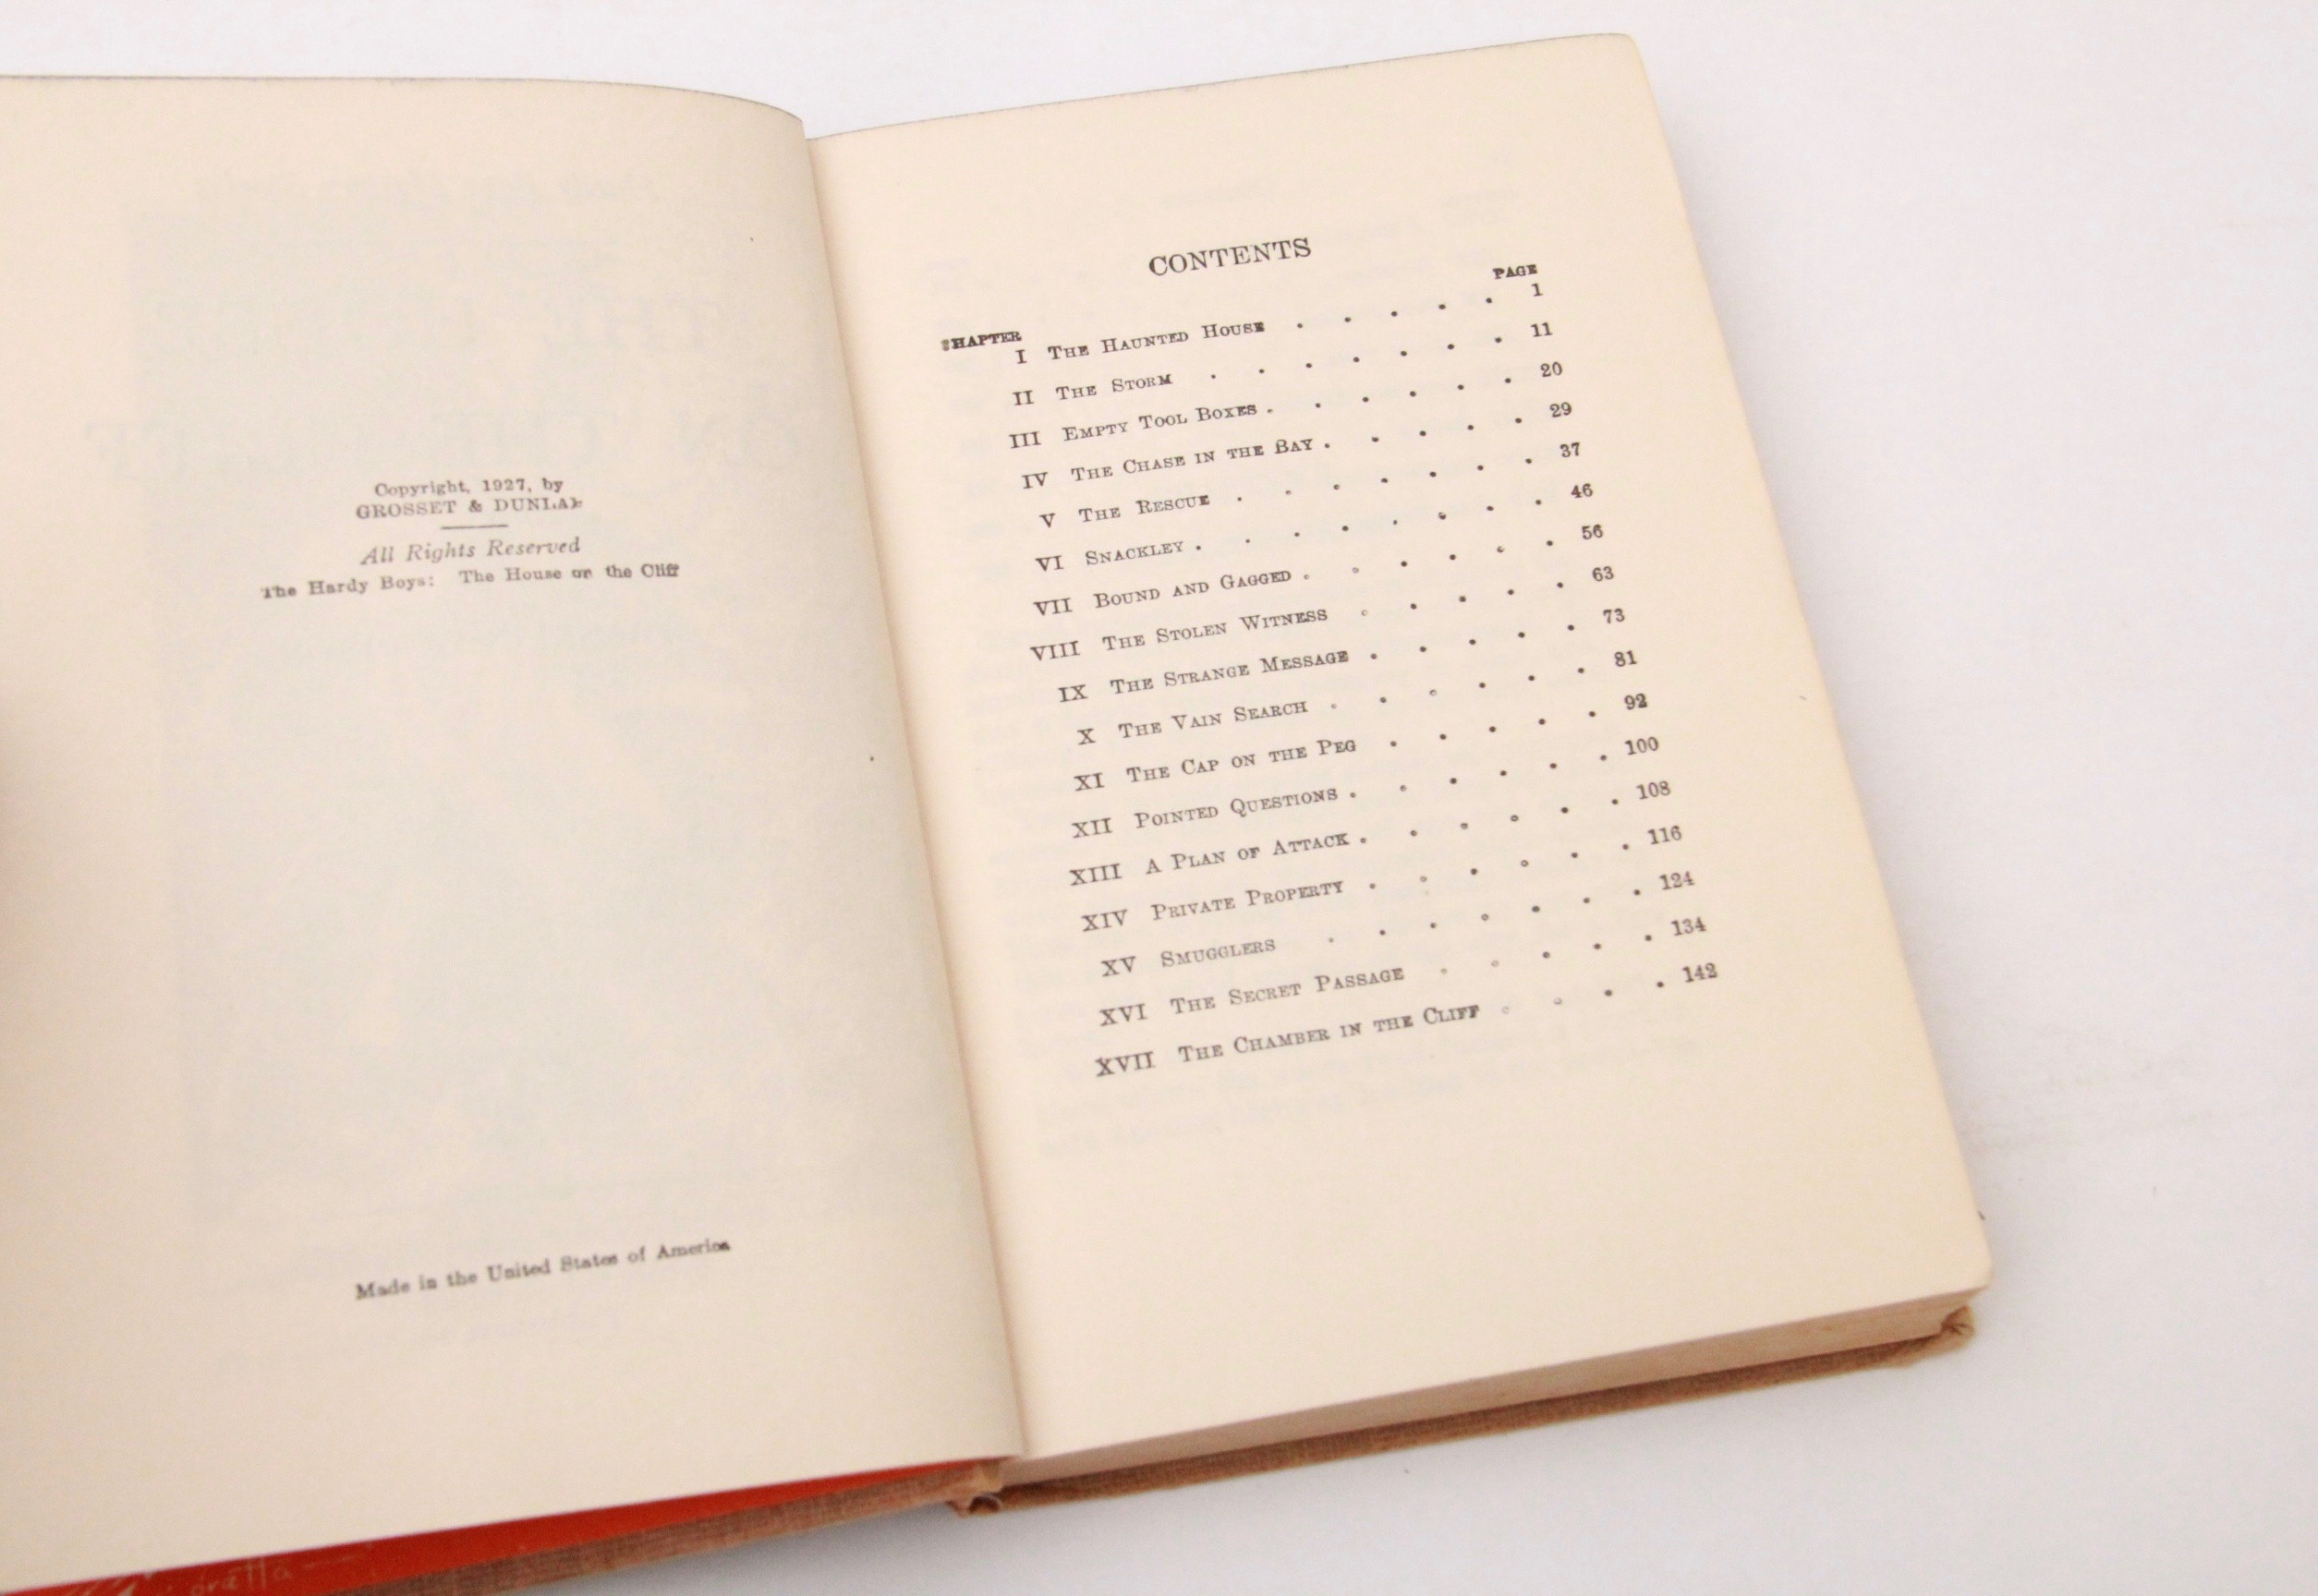 Copyright, 1927, by
GROSSET & DUNLAP
All Rights Reserved
The Hardy Boys: The House on the Cliff
Made in the United States of America
CONTENTS
CHAPTER PAGE
I The Haunted House . . . . . 1
II The Storm . . . . . . . 11
III Empty Tool Boxes . . . . . . 20
IV The Chase in the Bay . . . . . 29
V The Rescue . . . . . . . 37
VI Snackley . . . . . . . . 46
VII Bound and Gagged . . . . . . 56
VIII The Stolen Witness . . . . . 63
IX The Strange Message . . . . . 73
X The Vain Search . . . . . . 81
XI The Cap on the Peg . . . . . 92
XII Pointed Questions . . . . . . 100
XIII A Plan of Attack . . . . . . 108
XIV Private Property . . . . . . 116
XV Smugglers . . . . . . . 124
XVI The Secret Passage . . . . . 134
XVII The Chamber in the Cliff . . . . 142